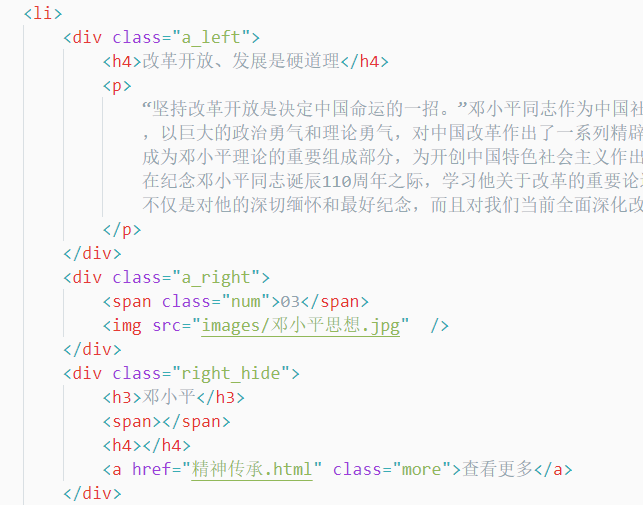 <li>
<div class="a_left">
<h4>改革开放、发展是硬道理</h4>
<p>
“坚持改革开放是决定中国命运的一招。”邓小平同志作为中国社
，以巨大的政治勇气和理论勇气，对中国改革作出了一系列精辟
成为邓小平理论的重要组成部分，为开创中国特色社会主义作出
在纪念邓小平同志诞辰110周年之际，学习他关于改革的重要论
不仅是对他的深切缅怀和最好纪念，而且对我们当前全面深化改
</p>
</div>
<div class="a_right">
<span class="num">03</span>
<img src="images/邓小平思想.jpg"  />
</div>
<div class="right_hide">
<h3>邓小平</h3>
<span></span>
<h4></h4>
<a href="精神传承.html" class="more">查看更多</a>
</div>